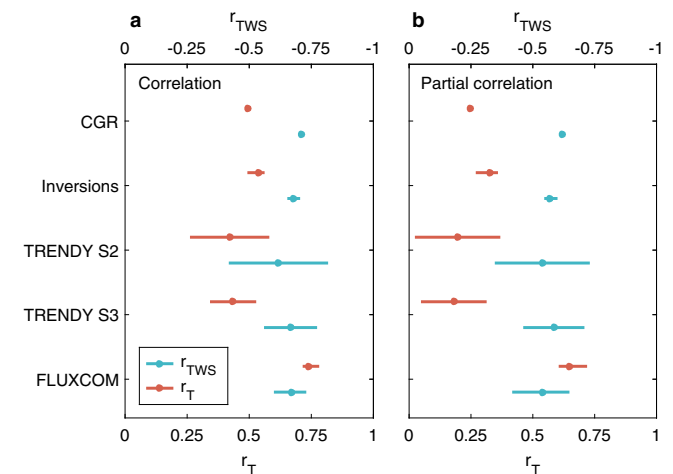 a
r_TWS
0 -0.25 -0.5 -0.75 -1
b
r_TWS
0 -0.25 -0.5 -0.75 -1
Correlation
Partial correlation
CGR
Inversions
TRENDY S2
TRENDY S3
FLUXCOM
r_TWS
r_T
0 0.25 0.5 0.75 1
r_T
0 0.25 0.5 0.75 1
r_T